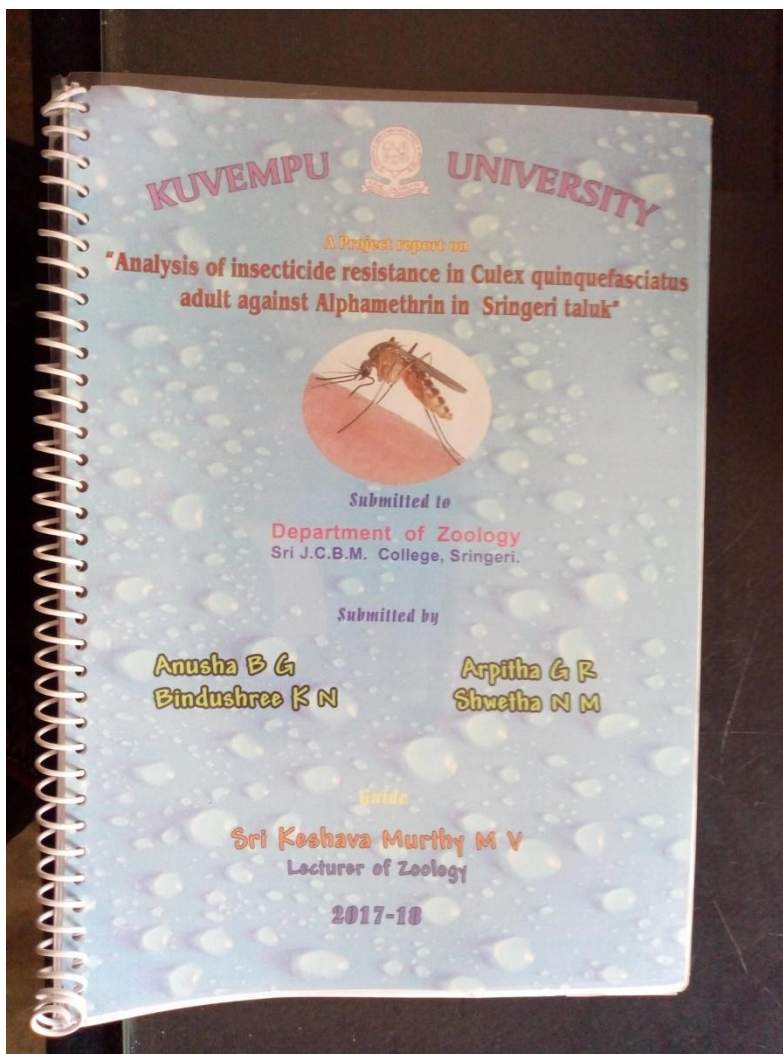 KUVEMPU UNIVERSITY
A Project report on
"Analysis of insecticide resistance in Culex quinquefasciatus
adult against Alphamethrin in Sringeri taluk"
Submitted to
Department of Zoology
Sri J.C.B.M. College, Sringeri.
Submitted by
Anusha B G Arpitha G R
Bindushree K N Shwetha N M
Guide
Sri Keshava Murthy M V
Lecturer of Zoology
2017-18